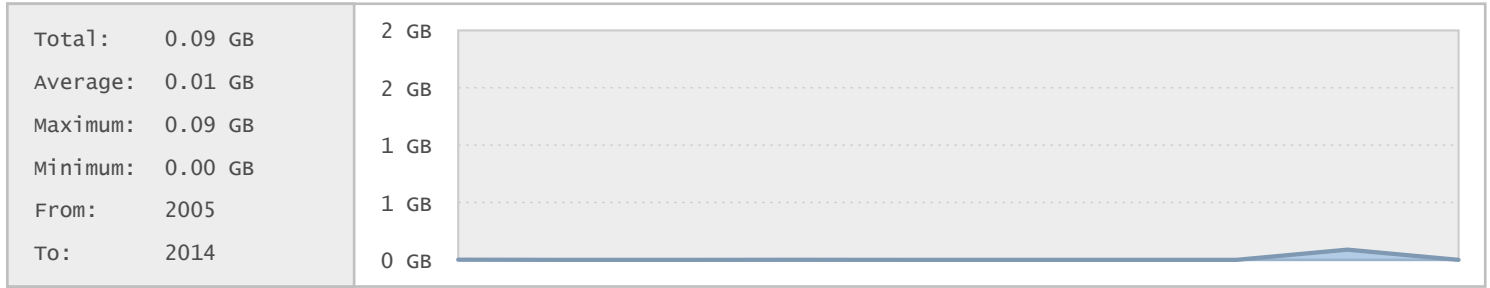 Total: 0.09 GB
Average: 0.01 GB
Maximum: 0.09 GB
Minimum: 0.00 GB
From: 2005
To: 2014
2 GB
2 GB
1 GB
1 GB
0 GB